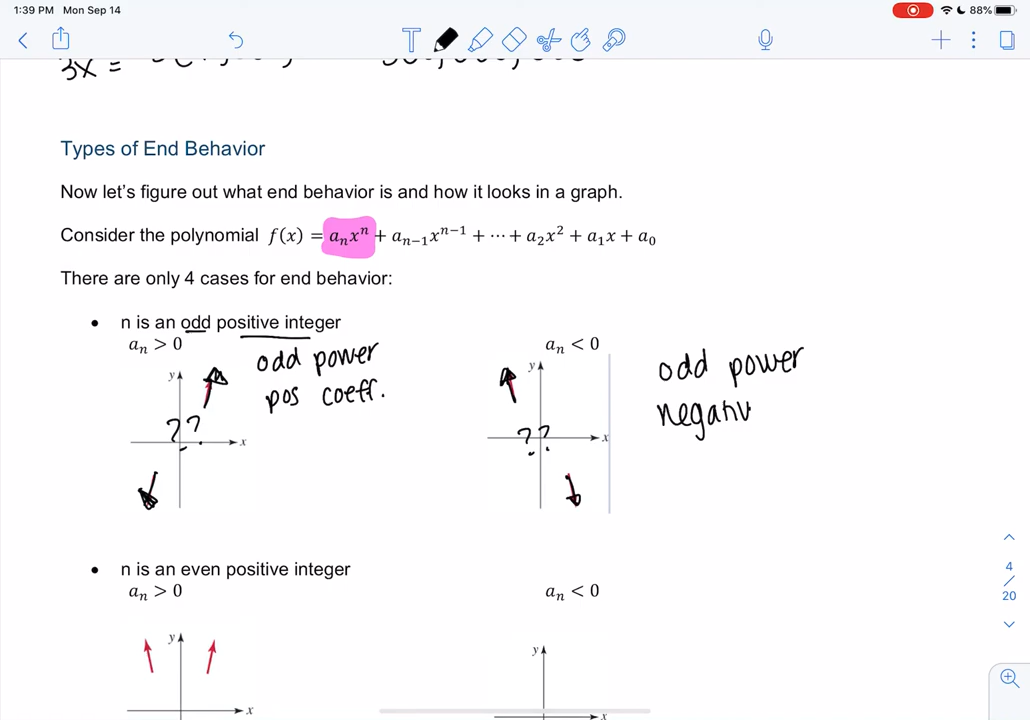 1:39 PM Mon Sep 14
88%
3x =
Types of End Behavior
Now let's figure out what end behavior is and how it looks in a graph.
Consider the polynomial f(x) = aₙxⁿ + aₙ₋₁xⁿ⁻¹ + ⋯ + a₂x² + a₁x + a₀
There are only 4 cases for end behavior:
• n is an odd positive integer
aₙ > 0
aₙ < 0
y
odd power
pos coeff.
??
x
y
??
x
odd power
negativ
4
/
20
• n is an even positive integer
aₙ > 0
aₙ < 0
y
x
y
x